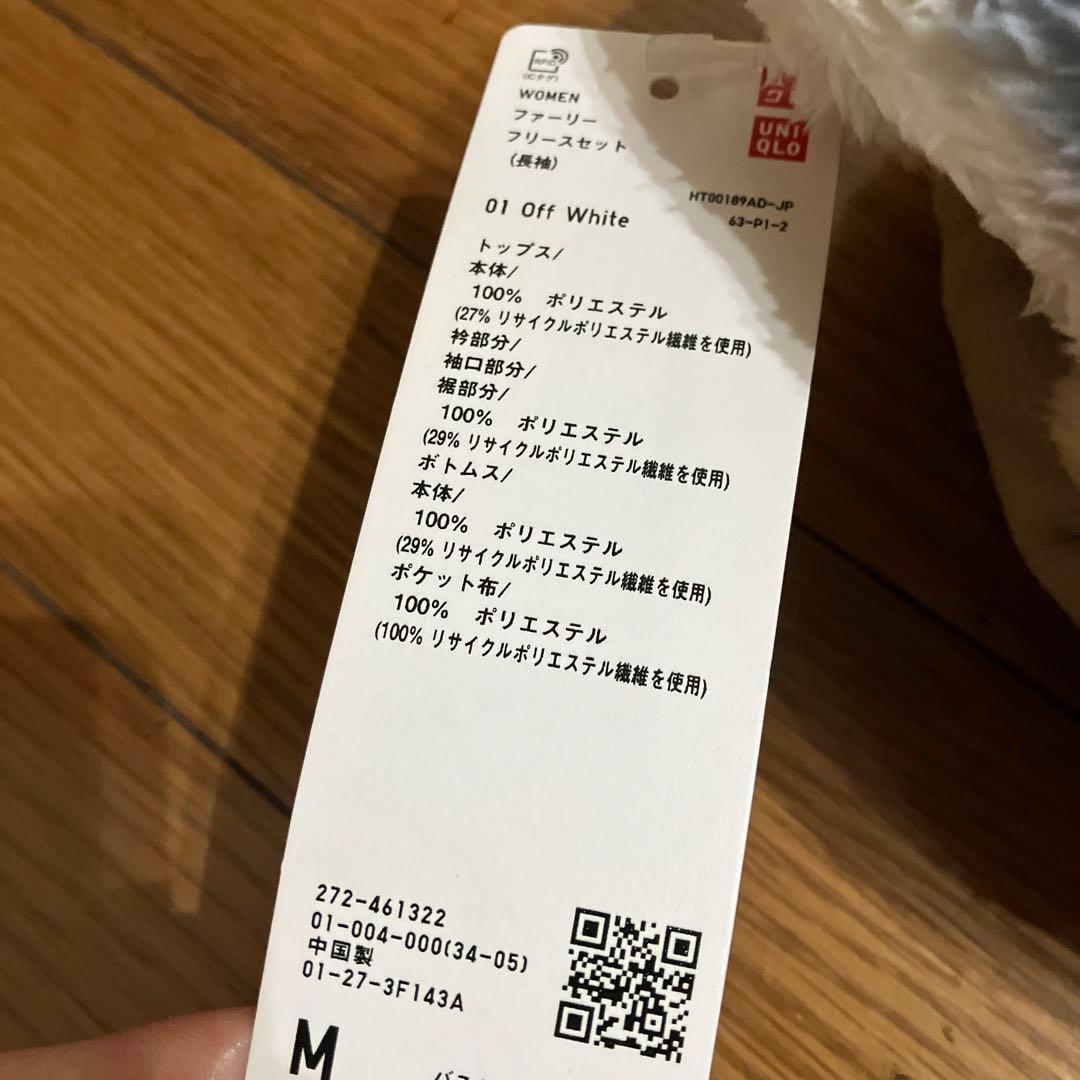 RFID
(ICタグ)
WOMEN
ファーリー
フリースセット
(長袖)
UNI
QLO
HT00189AD-JP
63-P1-2
01 Off White
トップス/
本体/
100% ポリエステル
(27% リサイクルポリエステル繊維を使用)
衿部分/
袖口部分/
裾部分/
100% ポリエステル
(29% リサイクルポリエステル繊維を使用)
ボトムス/
本体/
100% ポリエステル
(29% リサイクルポリエステル繊維を使用)
ポケット布/
100% ポリエステル
(100% リサイクルポリエステル繊維を使用)
272-461322
01-004-000(34-05)
中国製
01-27-3F143A
M